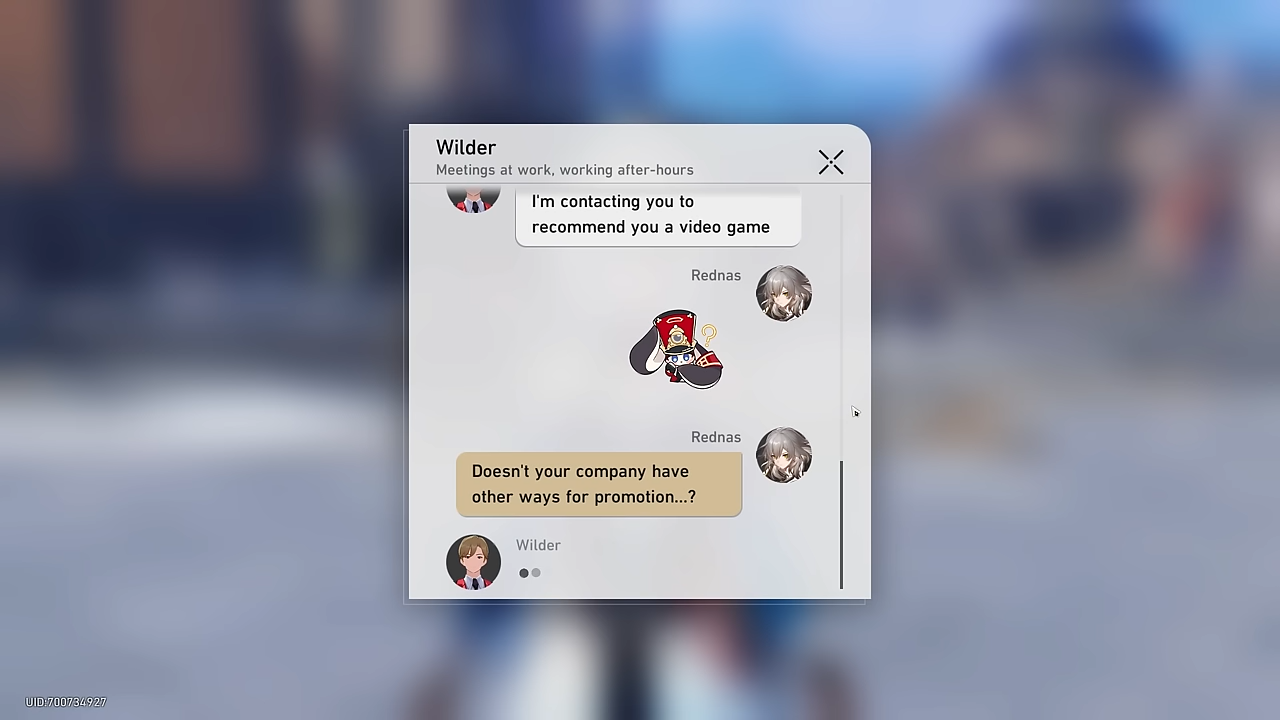 Wilder
Meetings at work, working after-hours
I'm contacting you to
recommend you a video game
Rednas
Rednas
Doesn't your company have
other ways for promotion...?
Wilder
UID:700734927